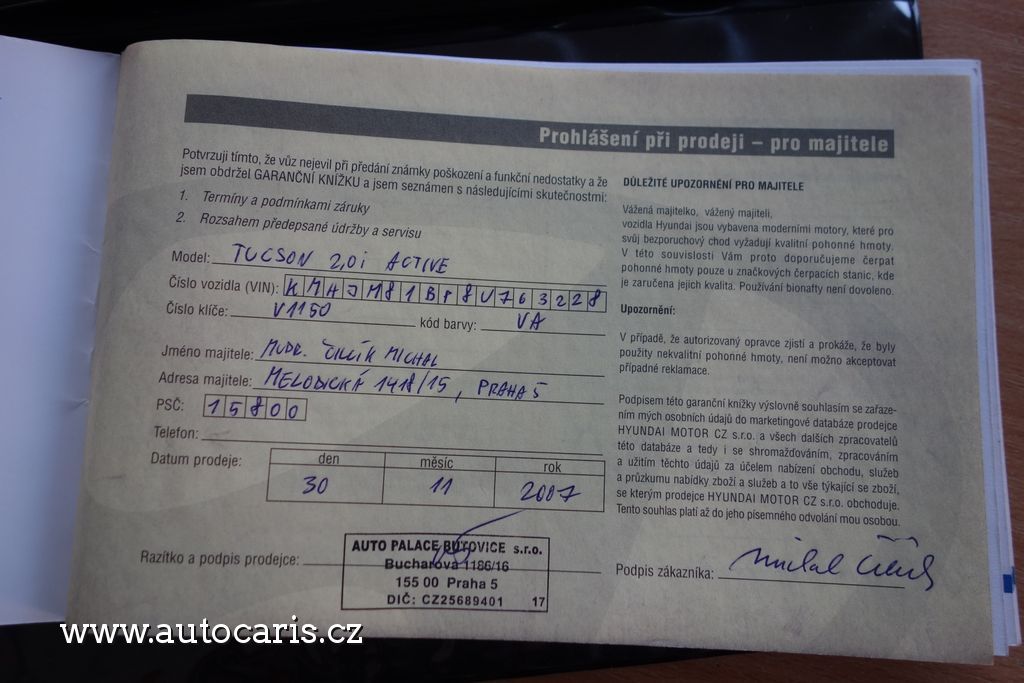 Prohlášení při prodeji – pro majitele
Potvrzuji tímto, že vůz nejevil při předání známky poškození a funkční nedostatky a že
jsem obdržel GARANČNÍ KNÍŽKU a jsem seznámen s následujícími skutečnostmi:
1. Termíny a podmínkami záruky
2. Rozsahem předepsané údržby a servisu
Model: TUCSON 2,0i ACTIVE
Číslo vozidla (VIN): KMHJM81BP8U763228
Číslo klíče: V1150 kód barvy: VA
Jméno majitele: MUDr. MICHAL
Adresa majitele: MELODICKÁ 1418/15, PRAHA 5
PSČ: 15800
Telefon:
Datum prodeje: den měsíc rok
30 11 2007
Razítko a podpis prodejce:
AUTO PALACE BUTOVICE s.r.o.
Bucharova 1186/16
155 00 Praha 5
DIČ: CZ25689401 17
DŮLEŽITÉ UPOZORNĚNÍ PRO MAJITELE
Vážená majitelko, vážený majiteli,
vozidla Hyundai jsou vybavena moderními motory, které pro
svůj bezporuchový chod vyžadují kvalitní pohonné hmoty.
V této souvislosti Vám proto doporučujeme čerpat
pohonné hmoty pouze u značkových čerpacích stanic, kde
je zaručena jejich kvalita. Používání bionafty není dovoleno.
Upozornění:
V případě, že autorizovaný opravce zjistí a prokáže, že byly
použity nekvalitní pohonné hmoty, není možno akceptovat
případné reklamace.
Podpisem této garanční knížky výslovně souhlasím se zařaze-
ním mých osobních údajů do marketingové databáze prodejce
HYUNDAI MOTOR CZ s.r.o. a všech dalších zpracovatelů
této databáze a tedy i se shromažďováním, zpracováním
a užitím těchto údajů za účelem nabízení obchodu, služeb
a průzkumu nabídky zboží a služeb a to vše týkající se zboží,
se kterým prodejce HYUNDAI MOTOR CZ s.r.o. obchoduje.
Tento souhlas platí až do jeho písemného odvolání mou osobou.
Podpis zákazníka:
www.autocaris.cz